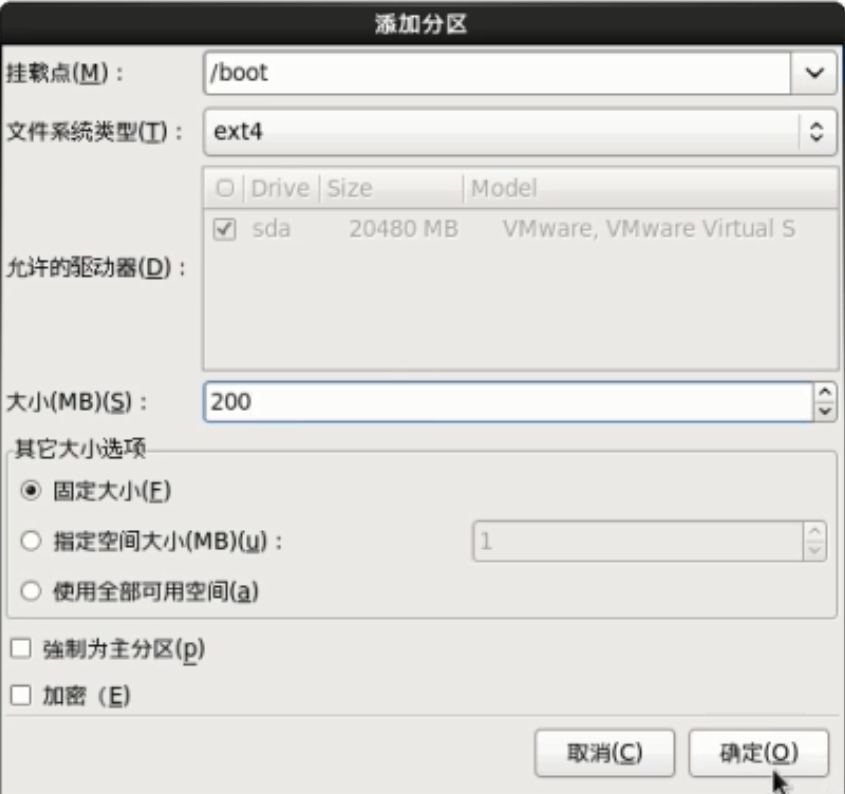 添加分区
挂载点(M)：
/boot
文件系统类型(T)：
ext4
Drive Size Model
sda 20480 MB VMware, VMware Virtual S
允许的驱动器(D)：
大小(MB)(S)：
200
其它大小选项
固定大小(F)
指定空间大小(MB)(u)：
1
使用全部可用空间(a)
強制为主分区(p)
加密（E)
取消(C) 确定(O)